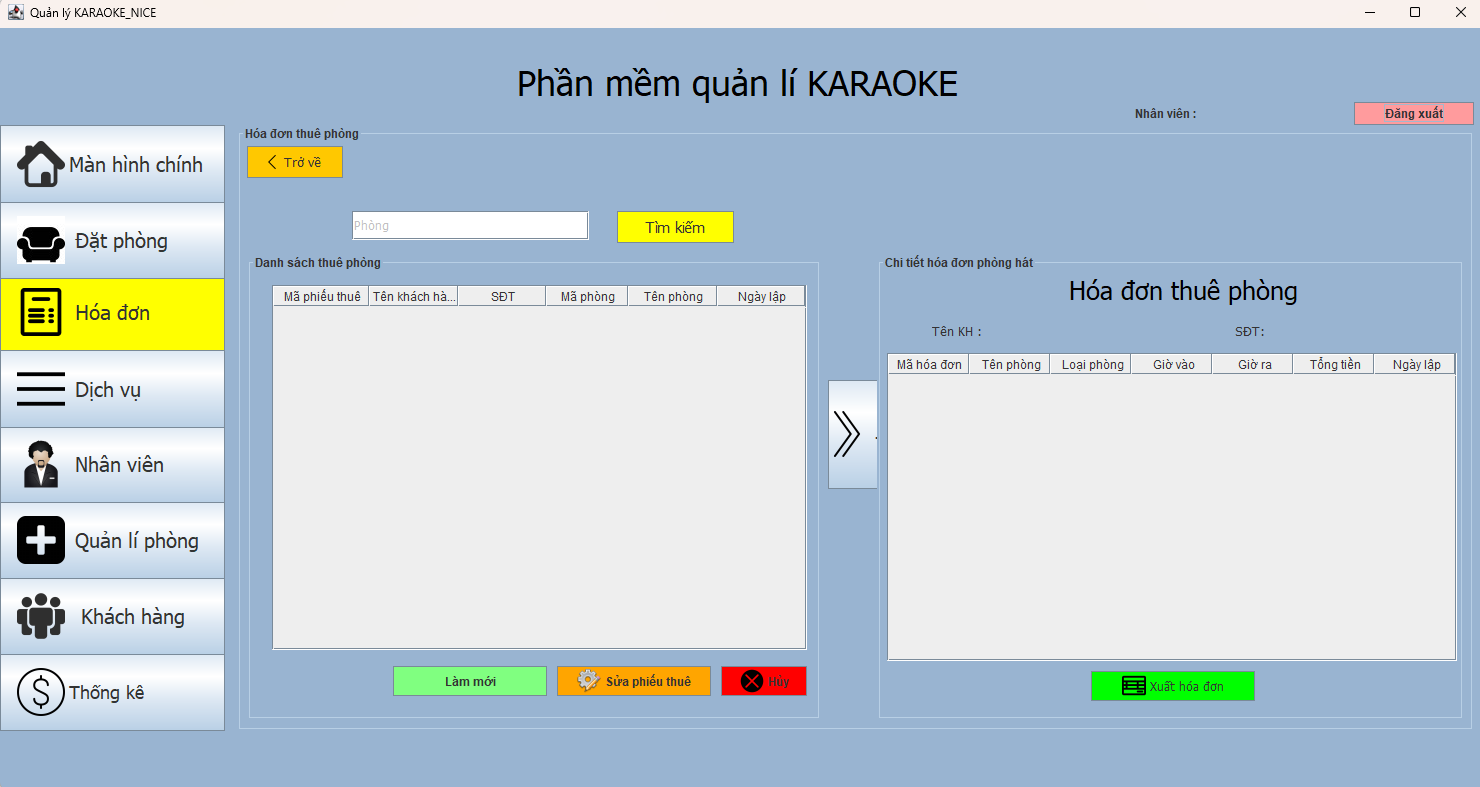 Quản lý KARAOKE_NICE
Phần mềm quản lí KARAOKE
Nhân viên :
Đăng xuất
Màn hình chính
Đặt phòng
Hóa đơn
Dịch vụ
Nhân viên
Quản lí phòng
Khách hàng
Thống kê
Hóa đơn thuê phòng
Trở về
Phòng
Tìm kiếm
Danh sách thuê phòng
Mã phiếu thuê Tên khách hà... SĐT Mã phòng Tên phòng Ngày lập
Làm mới
Sửa phiếu thuê
Hủy
Chi tiết hóa đơn phòng hát
Hóa đơn thuê phòng
Tên KH :
SĐT:
Mã hóa đơn Tên phòng Loại phòng Giờ vào Giờ ra Tổng tiền Ngày lập
Xuất hóa đơn